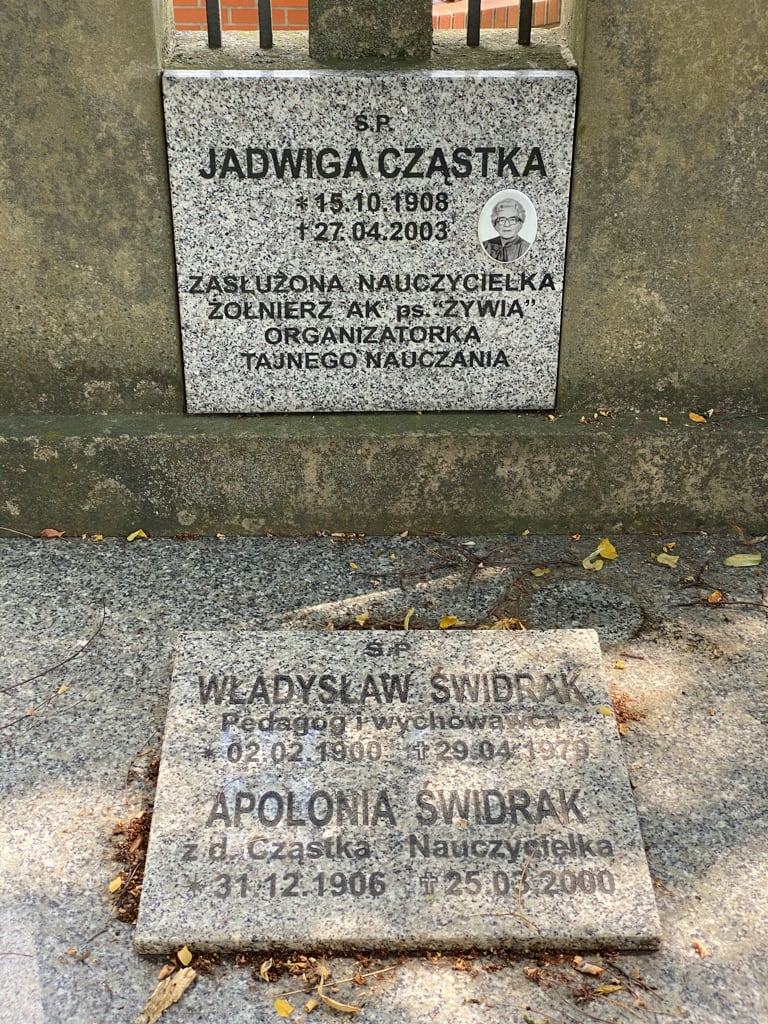 Ś.P.
JADWIGA CZĄSTKA
* 15.10.1908
† 27.04.2003
ZASŁUŻONA NAUCZYCIELKA
ŻOŁNIERZ AK ps. “ŻYWIA”
ORGANIZATORKA
TAJNEGO NAUCZANIA
Ś.P.
WŁADYSŁAW ŚWIDRAK
Pedagog i wychowawca
* 02.02.1900 † 29.04.1979
APOLONIA ŚWIDRAK
z d. Cząstka Nauczycielka
* 31.12.1906 † 25.03.2000